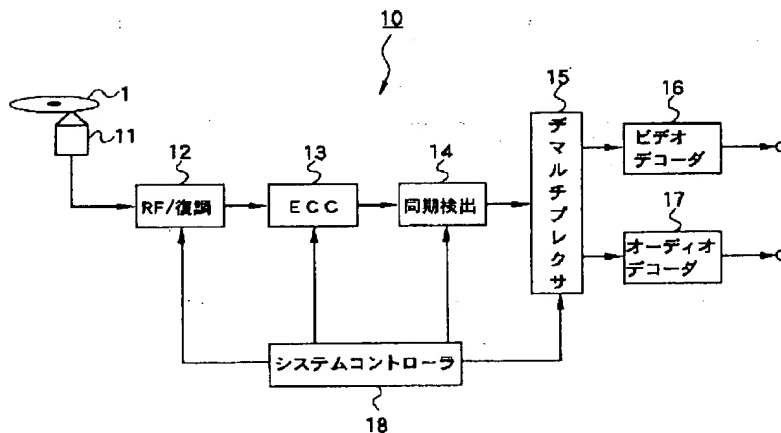 10
1
11
12
RF/復調
13
ECC
14
同期検出
15
デマルチプレクサ
16
ビデオ
デコーダ
17
オーディオ
デコーダ
システムコントローラ
18